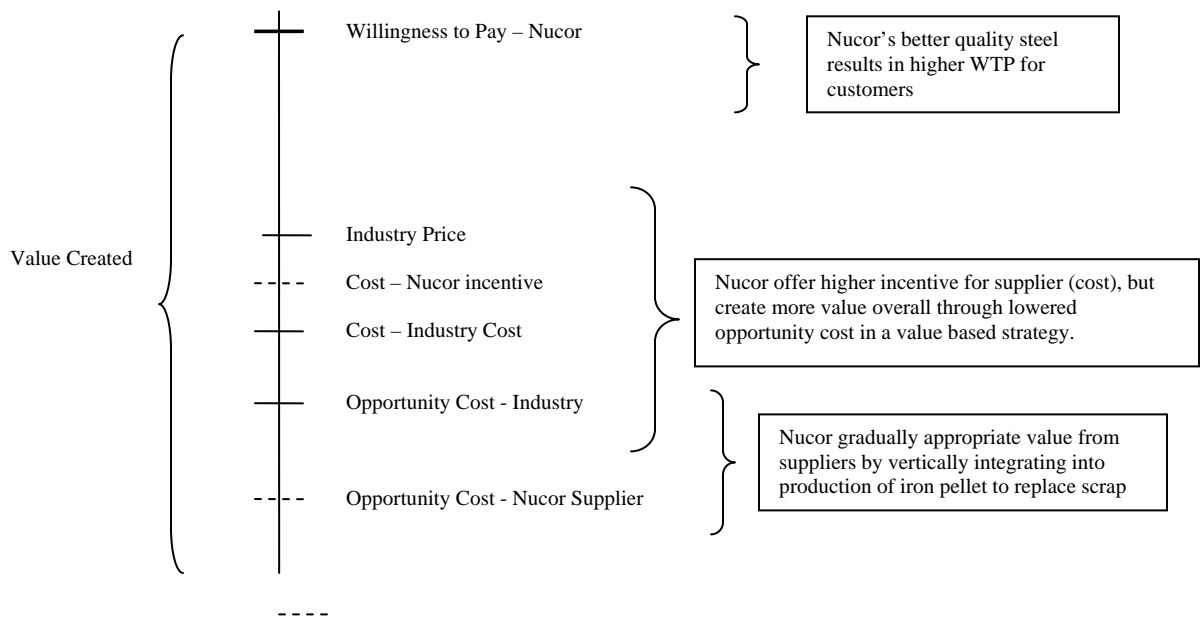 Willingness to Pay – Nucor
Nucor’s better quality steel
results in higher WTP for
customers
Industry Price
Value Created
Cost – Nucor incentive
Cost – Industry Cost
Nucor offer higher incentive for supplier (cost), but
create more value overall through lowered
opportunity cost in a value based strategy.
Opportunity Cost - Industry
Nucor gradually appropriate value from
suppliers by vertically integrating into
production of iron pellet to replace scrap
Opportunity Cost - Nucor Supplier